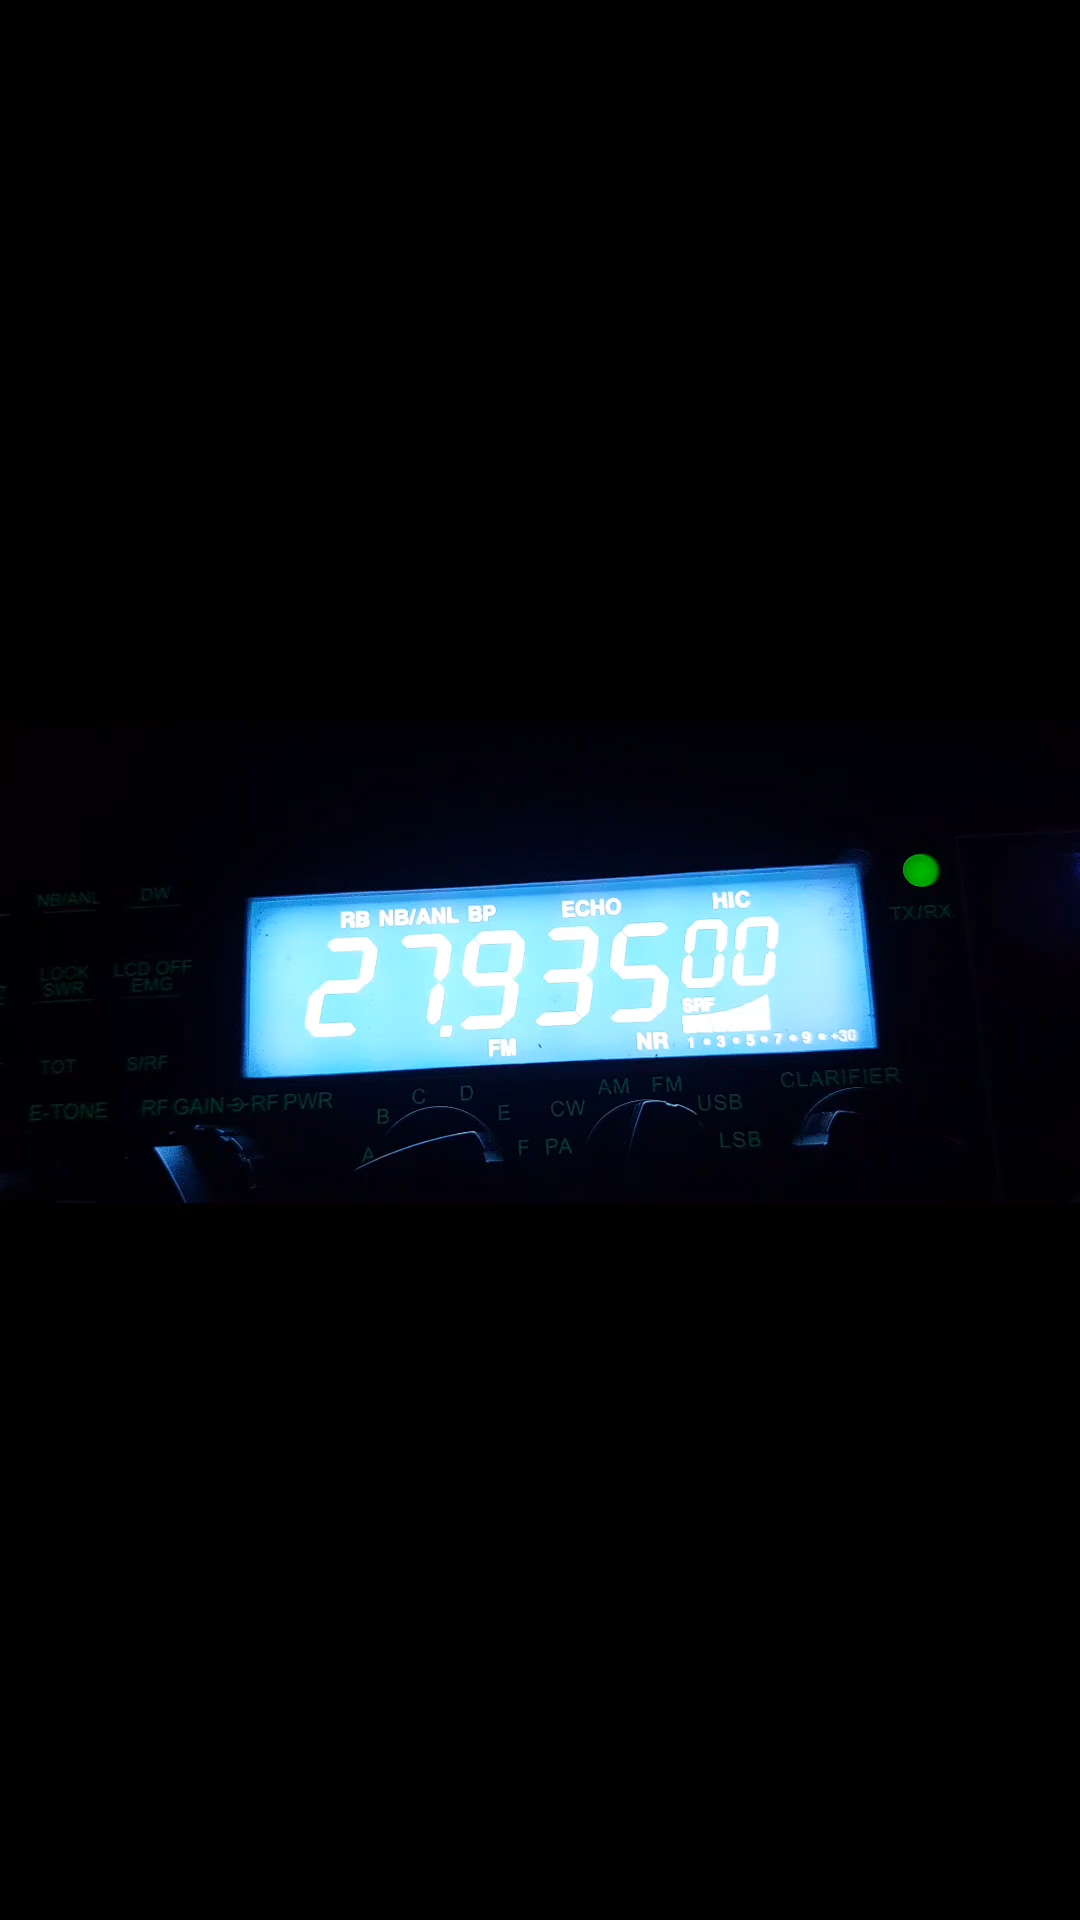 NB/ANL DW
RB NB/ANL BP ECHO HIC
TX/RX
27.93500
LOCK LCD OFF
SWR EMG
SRF
FM NR 1 • 3 • 5 • 7 • 9 • +30
TOT S/RF
E-TONE RF GAIN RF PWR
A B C D E F
PA CW AM FM USB LSB
CLARIFIER